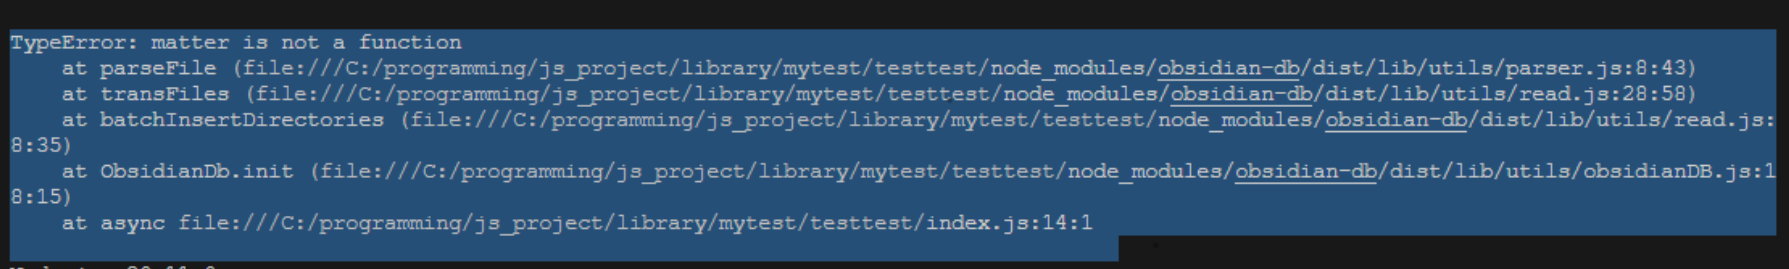 TypeError: matter is not a function
    at parseFile (file:///C:/programming/js_project/library/mytest/testtest/node_modules/obsidian-db/dist/lib/utils/parser.js:8:43)
    at transFiles (file:///C:/programming/js_project/library/mytest/testtest/node_modules/obsidian-db/dist/lib/utils/read.js:28:58)
    at batchInsertDirectories (file:///C:/programming/js_project/library/mytest/testtest/node_modules/obsidian-db/dist/lib/utils/read.js:
8:35)
    at ObsidianDb.init (file:///C:/programming/js_project/library/mytest/testtest/node_modules/obsidian-db/dist/lib/utils/obsidianDB.js:1
8:15)
    at async file:///C:/programming/js_project/library/mytest/testtest/index.js:14:1